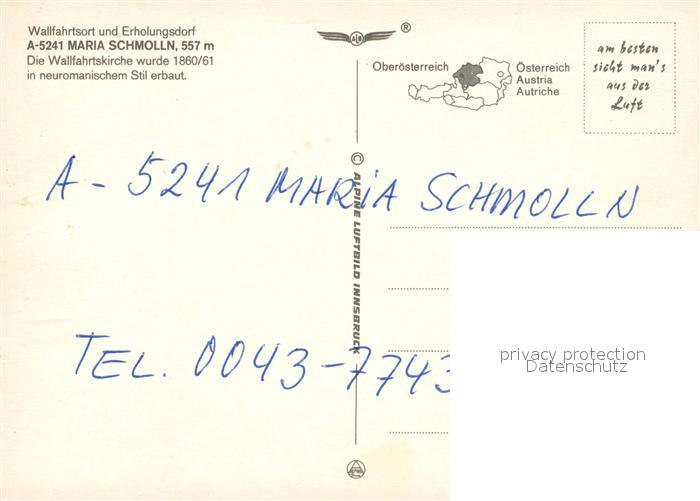 Wallfahrtsort und Erholungsdorf
A-5241 MARIA SCHMOLLN, 557 m
Die Wallfahrtskirche wurde 1860/61
in neuromanischem Stil erbaut.
ALB ®
Oberösterreich
Österreich
Austria
Autriche
am besten
sieht man's
aus der
Luft
A - 5241 MARiA SCHMOLLN
© ALPINE LUFTBILD INNSBRUCK
TEL. 0043-7743
privacy protection
Datenschutz